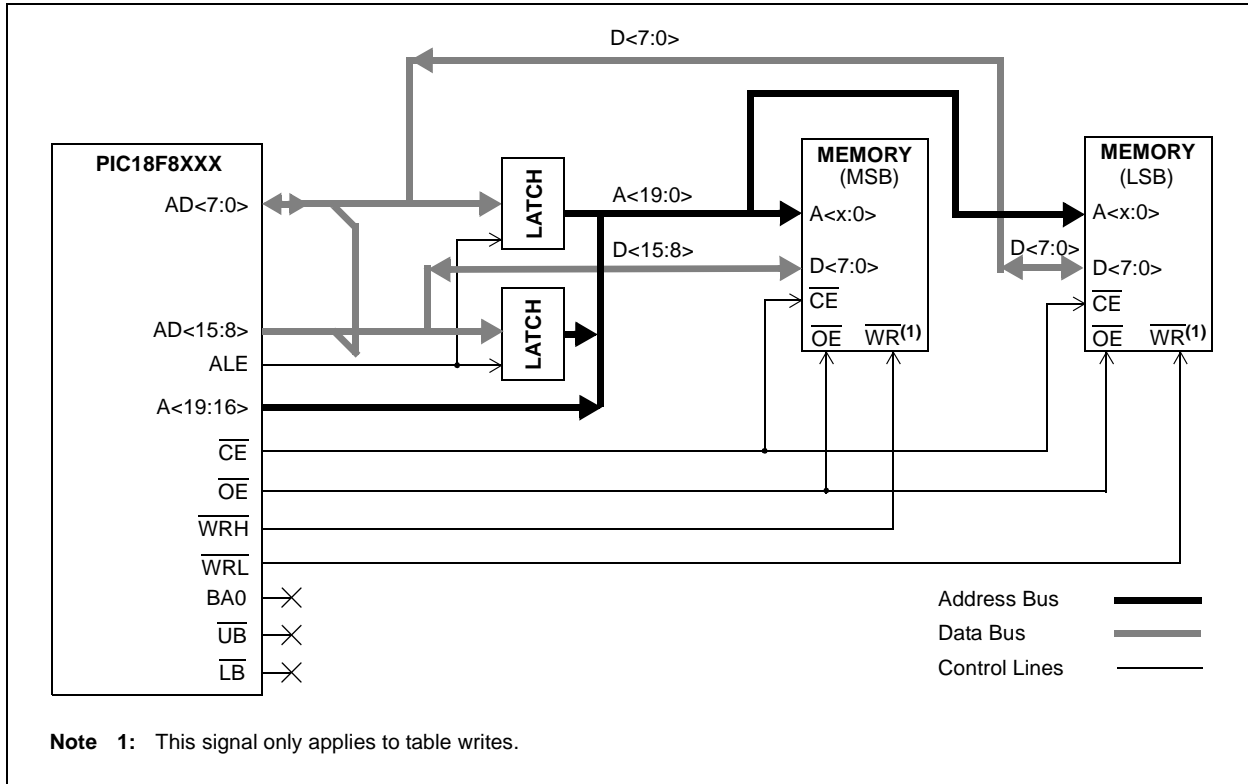 D<7:0>
PIC18F8XXX
AD<7:0>
AD<15:8>
ALE
A<19:16>
CE
OE
WRH
WRL
BA0
UB
LB
LATCH
LATCH
A<19:0>
D<15:8>
MEMORY
(MSB)
A<x:0>
D<7:0>
CE
OE WR(1)
D<7:0>
MEMORY
(LSB)
A<x:0>
D<7:0>
CE
OE WR(1)
Address Bus
Data Bus
Control Lines
Note 1: This signal only applies to table writes.